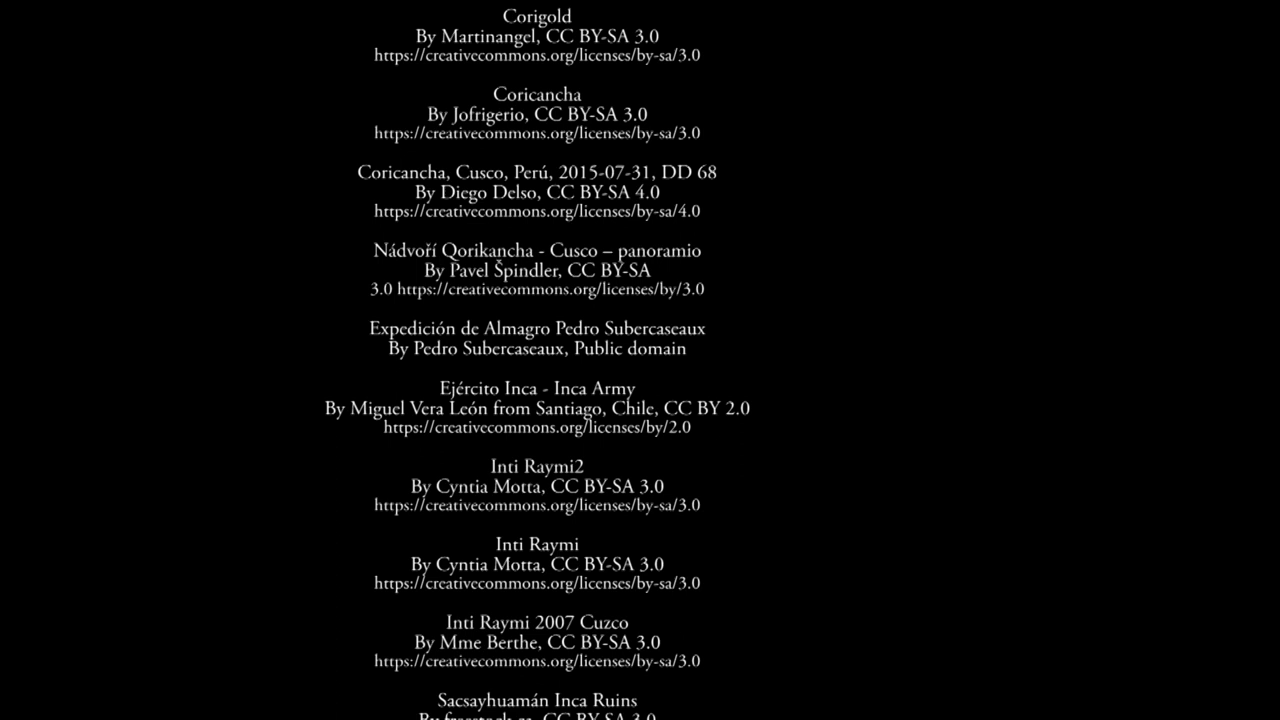 Corigold
By Martinangel, CC BY-SA 3.0
https://creativecommons.org/licenses/by-sa/3.0
Coricancha
By Jofrigerio, CC BY-SA 3.0
https://creativecommons.org/licenses/by-sa/3.0
Coricancha, Cusco, Perú, 2015-07-31, DD 68
By Diego Delso, CC BY-SA 4.0
https://creativecommons.org/licenses/by-sa/4.0
Nádvoří Qorikancha - Cusco – panoramio
By Pavel Špindler, CC BY-SA
3.0 https://creativecommons.org/licenses/by/3.0
Expedición de Almagro Pedro Subercaseaux
By Pedro Subercaseaux, Public domain
Ejército Inca - Inca Army
By Miguel Vera León from Santiago, Chile, CC BY 2.0
https://creativecommons.org/licenses/by/2.0
Inti Raymi2
By Cyntia Motta, CC BY-SA 3.0
https://creativecommons.org/licenses/by-sa/3.0
Inti Raymi
By Cyntia Motta, CC BY-SA 3.0
https://creativecommons.org/licenses/by-sa/3.0
Inti Raymi 2007 Cuzco
By Mme Berthe, CC BY-SA 3.0
https://creativecommons.org/licenses/by-sa/3.0
Sacsayhuamán Inca Ruins
By CC BY-SA 3.0